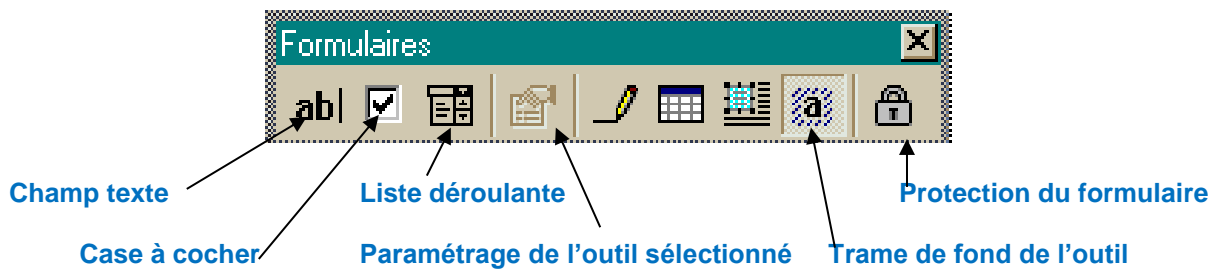 Formulaires
ab|
a
Champ texte
Liste déroulante
Protection du formulaire
Case à cocher
Paramétrage de l’outil sélectionné
Trame de fond de l’outil